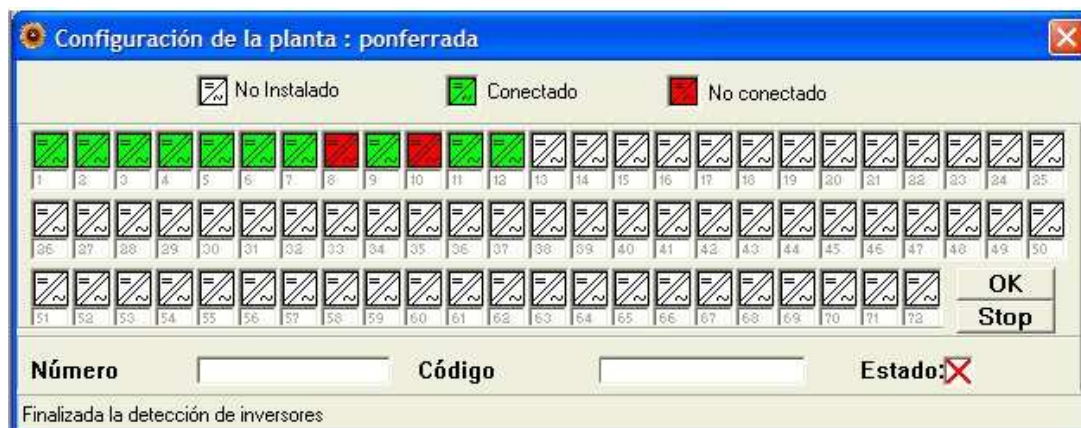 Configuración de la planta : ponferrada
No Instalado Conectado No conectado
1 2 3 4 5 6 7 8 9 10 11 12 13 14 15 16 17 18 19 20 21 22 23 24 25
26 27 28 29 30 31 32 33 34 35 36 37 38 39 40 41 42 43 44 45 46 47 48 49 50
51 52 53 54 55 56 57 58 59 60 61 62 63 64 65 66 67 68 69 70 71 72
OK
Stop
Número Código Estado:
Finalizada la detección de inversores